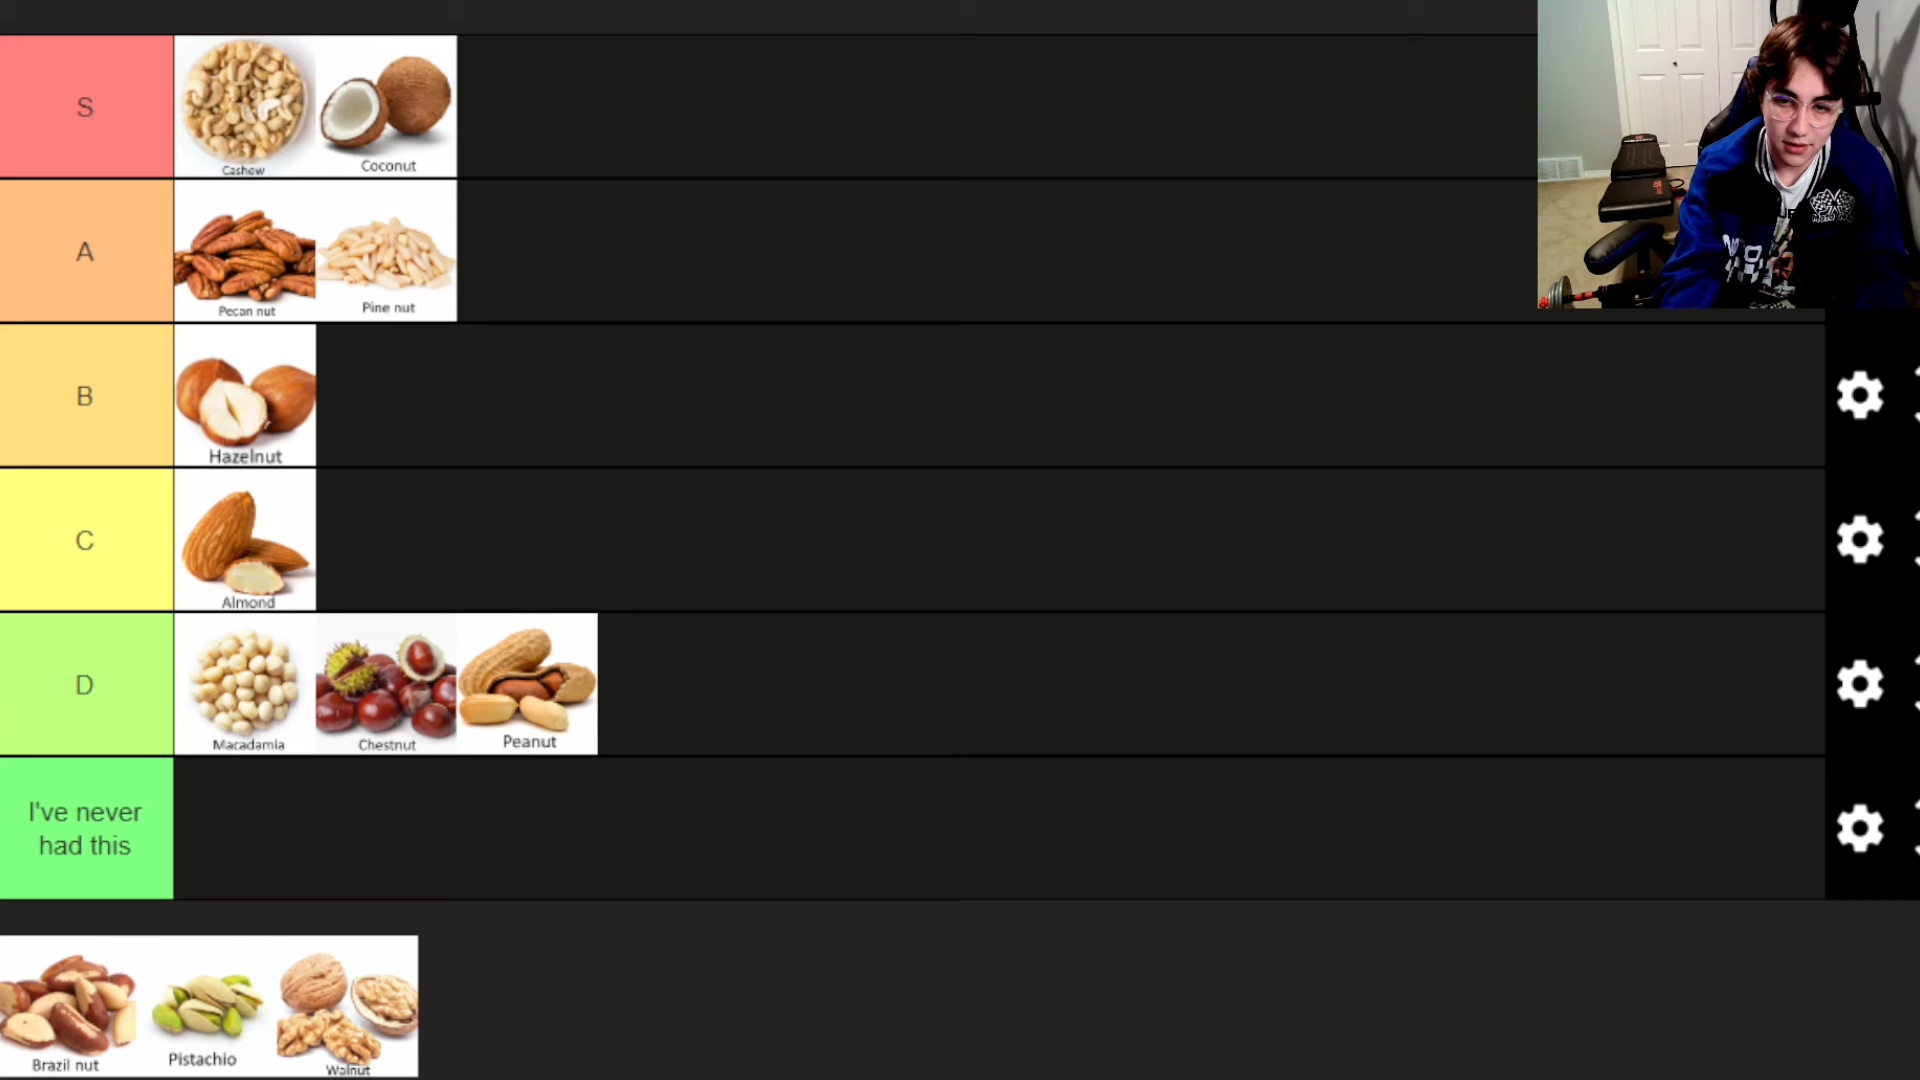 S
Cashew
Coconut
A
Pecan nut
Pine nut
B
Hazelnut
C
Almond
D
Macadamia
Chestnut
Peanut
I've never
had this
Brazil nut
Pistachio
Walnut